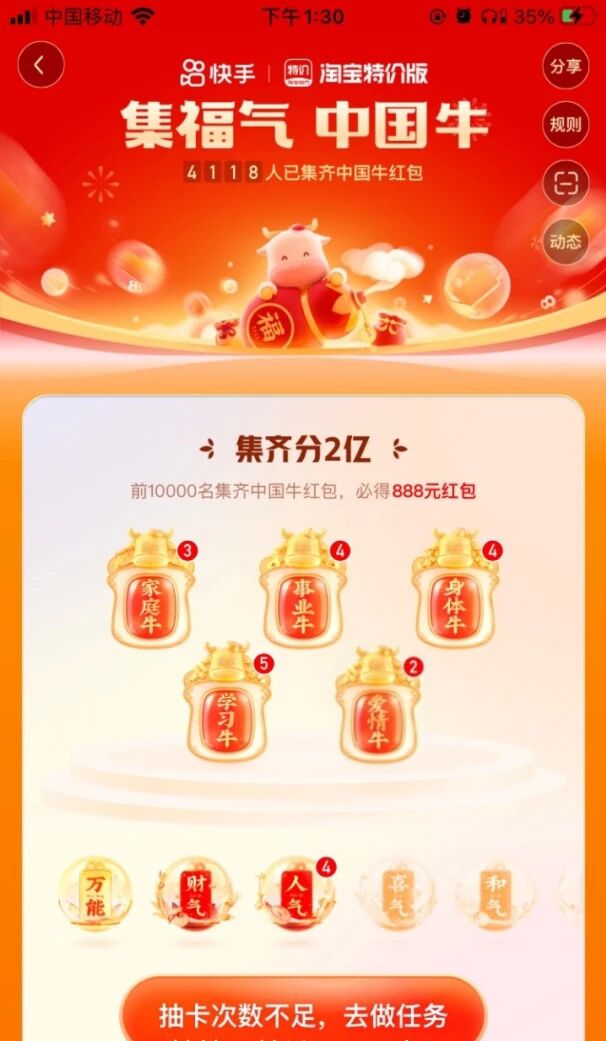 中国移动 下午1:30 35%
快手 特价 淘宝特价版
分享
集福气 中国牛
规则
4118人已集齐中国牛红包
动态
福
集齐分2亿
前10000名集齐中国牛红包，必得888元红包
3 4 4
家庭牛 事业牛 身体牛
5 2
学习牛 爱情牛
4
万能 财气 人气 喜气 和气
抽卡次数不足，去做任务